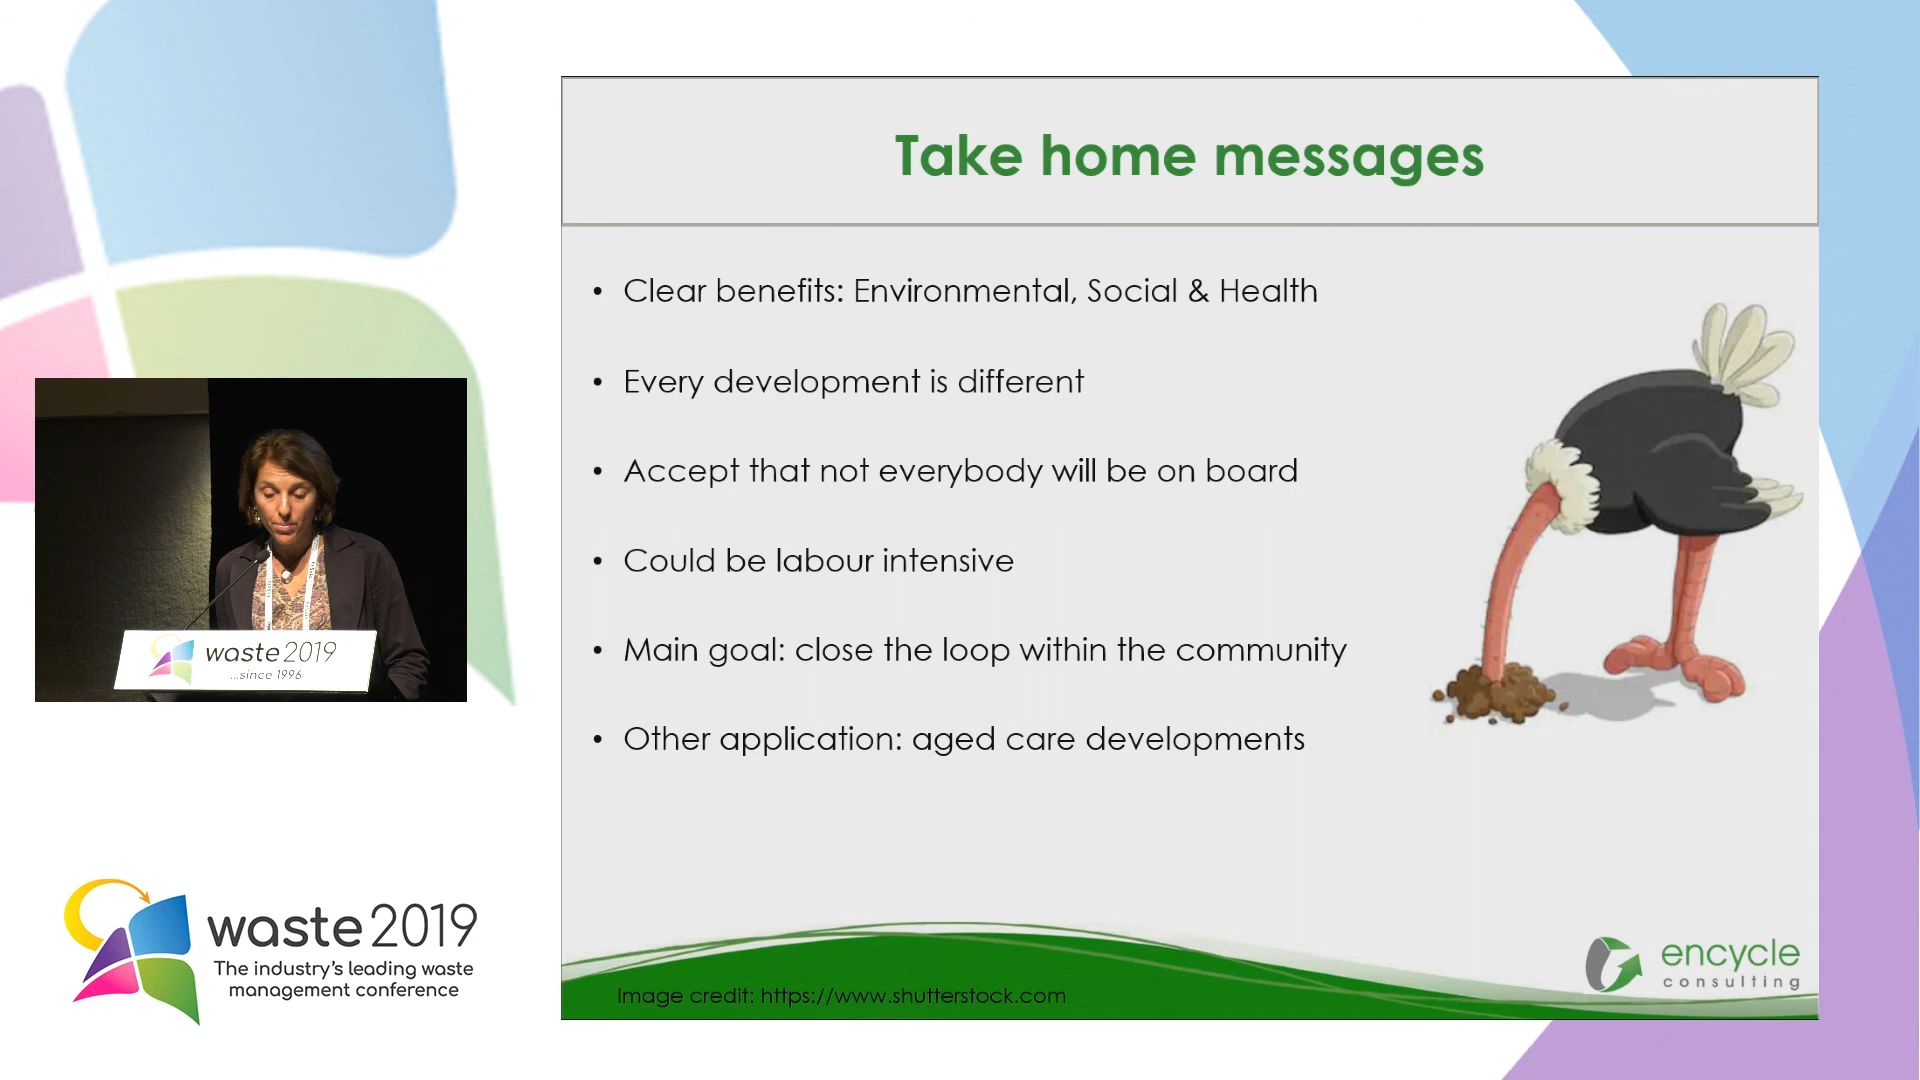 Take home messages
• Clear benefits: Environmental, Social & Health
• Every development is different
• Accept that not everybody will be on board
• Could be labour intensive
• Main goal: close the loop within the community
• Other application: aged care developments
Image credit: https://www.shutterstock.com
encycle
consulting
waste 2019
...since 1996
waste 2019
The industry's leading waste
management conference